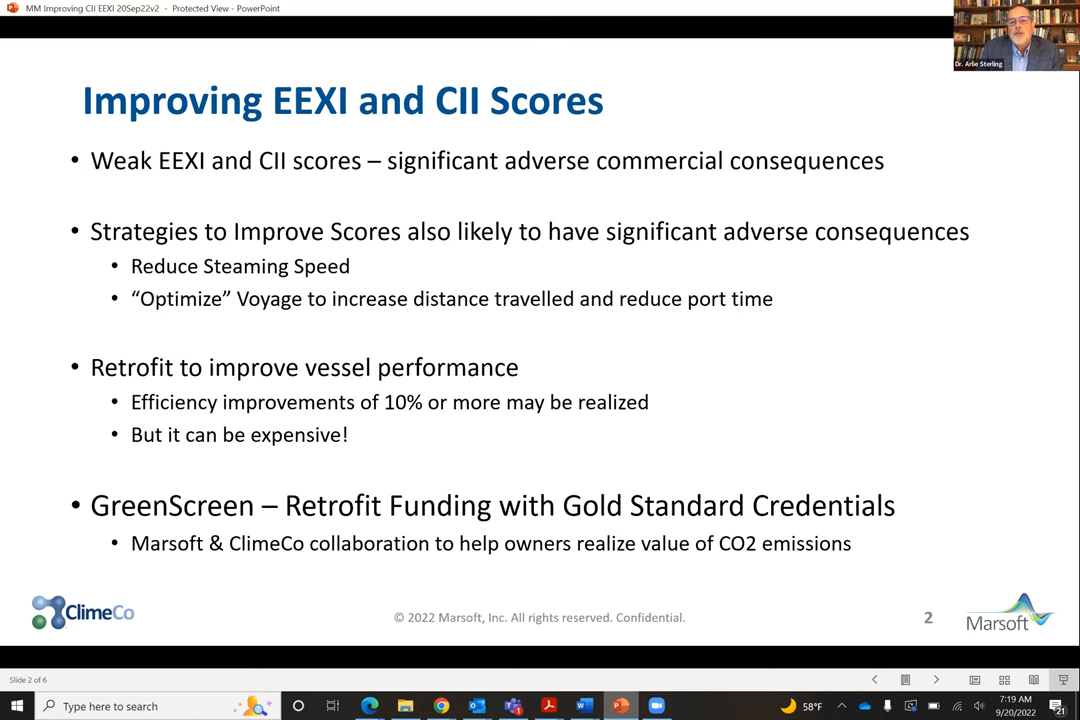 MM Improving CII EEXI 20Sep22v2 - Protected View - PowerPoint
Dr. Arlie Sterling
Improving EEXI and CII Scores
• Weak EEXI and CII scores – significant adverse commercial consequences
• Strategies to Improve Scores also likely to have significant adverse consequences
• Reduce Steaming Speed
• “Optimize” Voyage to increase distance travelled and reduce port time
• Retrofit to improve vessel performance
• Efficiency improvements of 10% or more may be realized
• But it can be expensive!
• GreenScreen – Retrofit Funding with Gold Standard Credentials
• Marsoft & ClimeCo collaboration to help owners realize value of CO2 emissions
ClimeCo
© 2022 Marsoft, Inc. All rights reserved. Confidential.
2
Marsoft
Slide 2 of 6
Type here to search
58°F
7:19 AM
9/20/2022
21